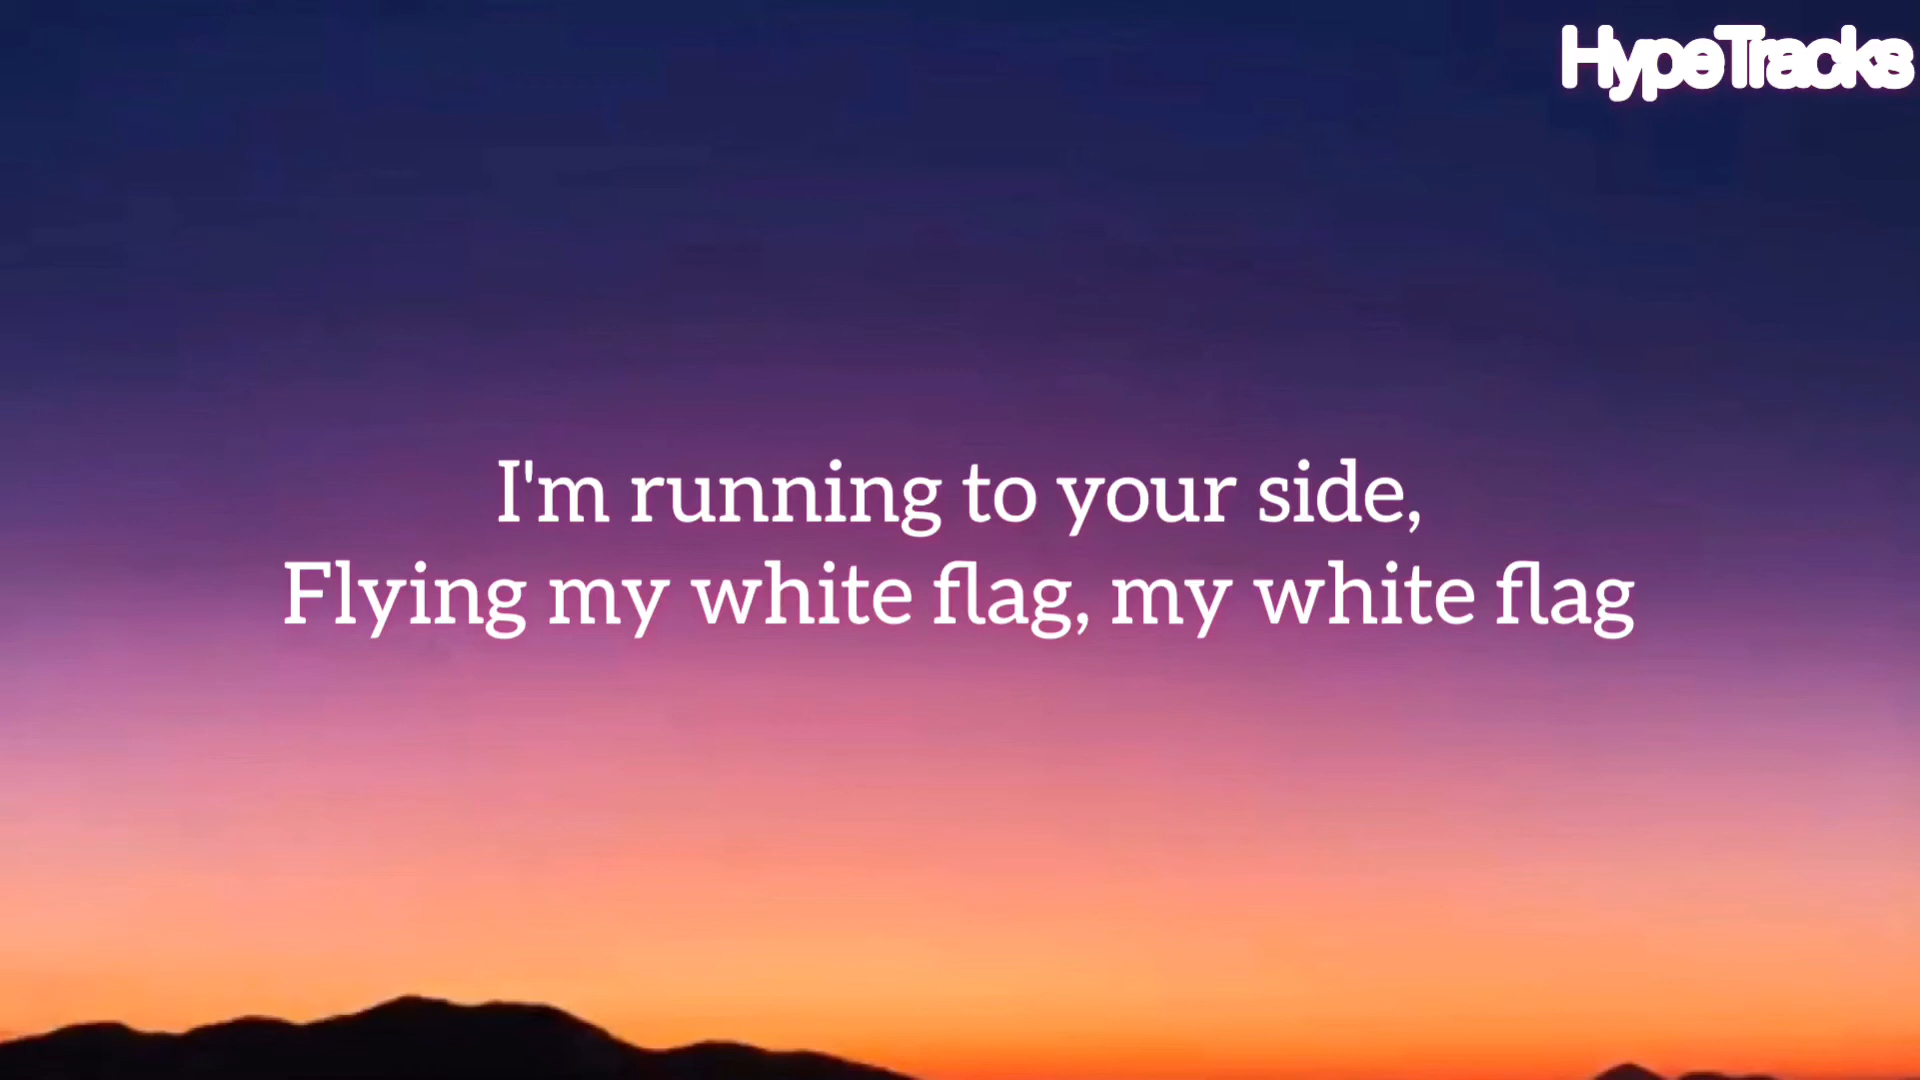 HypeTracks
I'm running to your side,
Flying my white flag, my white flag